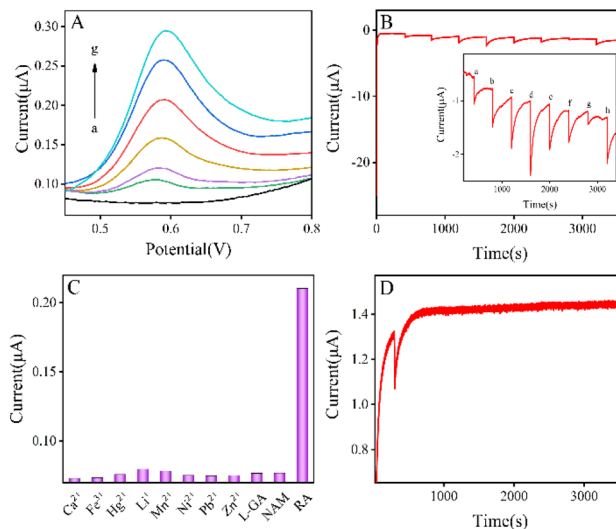 A
g
a
0.30
0.25
0.20
0.15
0.10
Current(μA)
0.5 0.6 0.7 0.8
Potential(V)
B
0
-10
-20
Current(μA)
0 1000 2000 3000
Time(s)
a b c d e f g h
-1
-2
Current(μA)
1000 2000 3000
Time(s)
C
0.20
0.10
Current(μA)
Ca²⁺ Fe³⁺ Hg²⁺ Li⁺ Mn²⁺ Ni²⁺ Pb²⁺ Zn²⁺ L-GA NAM RA
D
1.4
1.2
1.0
0.8
Current(μA)
0 1000 2000 3000
Time(s)